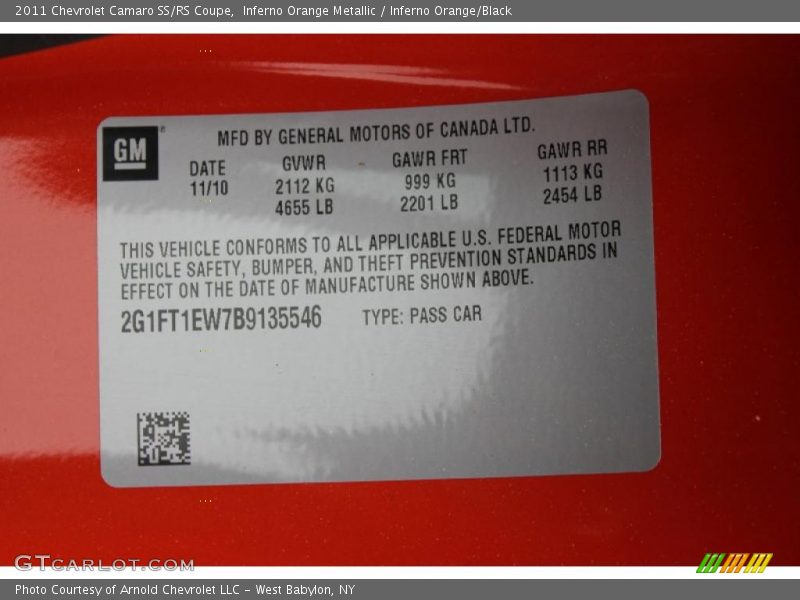 2011 Chevrolet Camaro SS/RS Coupe,  Inferno Orange Metallic / Inferno Orange/Black
GM
MFD BY GENERAL MOTORS OF CANADA LTD.
DATE GVWR GAWR FRT GAWR RR
11/10 2112 KG 999 KG 1113 KG
4655 LB 2201 LB 2454 LB
THIS VEHICLE CONFORMS TO ALL APPLICABLE U.S. FEDERAL MOTOR
VEHICLE SAFETY, BUMPER, AND THEFT PREVENTION STANDARDS IN
EFFECT ON THE DATE OF MANUFACTURE SHOWN ABOVE.
2G1FT1EW7B9135546 TYPE: PASS CAR
GTCARLOT.COM
Photo Courtesy of Arnold Chevrolet LLC - West Babylon, NY